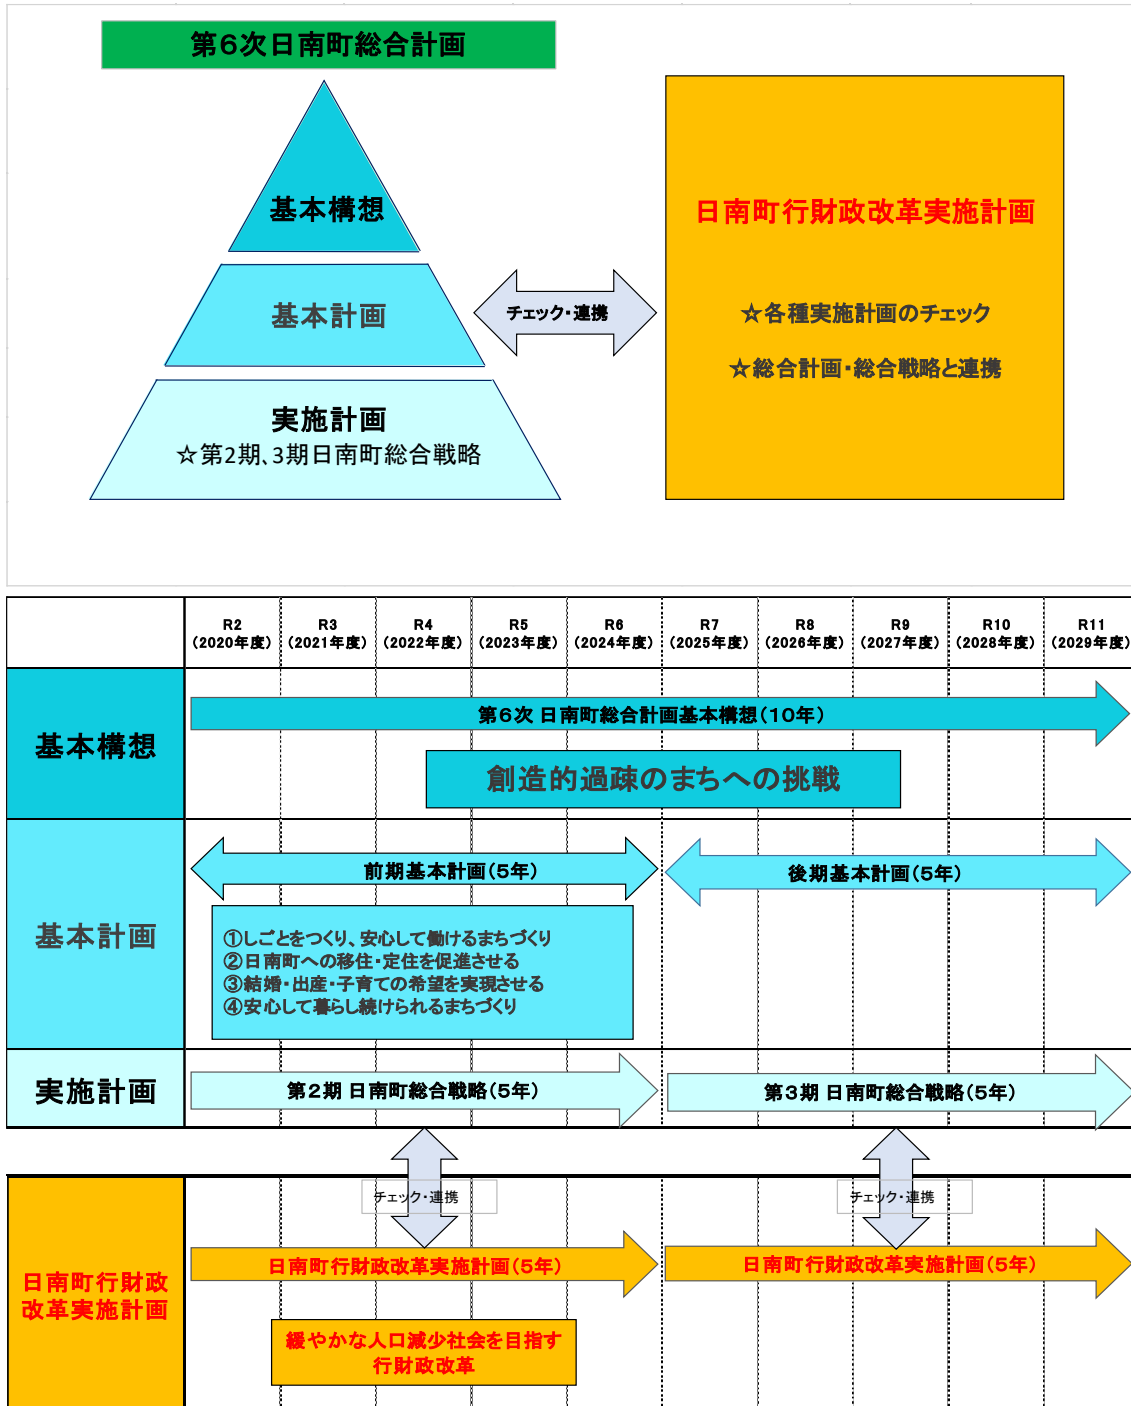 第6次日南町総合計画
基本構想
基本計画
実施計画
☆第2期、3期日南町総合戦略
チェック・連携
日南町行財政改革実施計画
☆各種実施計画のチェック
☆総合計画・総合戦略と連携
R2 R3 R4 R5 R6 R7 R8 R9 R10 R11
(2020年度) (2021年度) (2022年度) (2023年度) (2024年度) (2025年度) (2026年度) (2027年度) (2028年度) (2029年度)
基本構想
第6次 日南町総合計画基本構想(10年)
創造的過疎のまちへの挑戦
基本計画
前期基本計画(5年)
後期基本計画(5年)
①しごとをつくり、安心して働けるまちづくり
②日南町への移住・定住を促進させる
③結婚・出産・子育ての希望を実現させる
④安心して暮らし続けられるまちづくり
実施計画
第2期 日南町総合戦略(5年)
第3期 日南町総合戦略(5年)
チェック・連携
チェック・連携
日南町行財政
改革実施計画
日南町行財政改革実施計画(5年)
日南町行財政改革実施計画(5年)
緩やかな人口減少社会を目指す
行財政改革